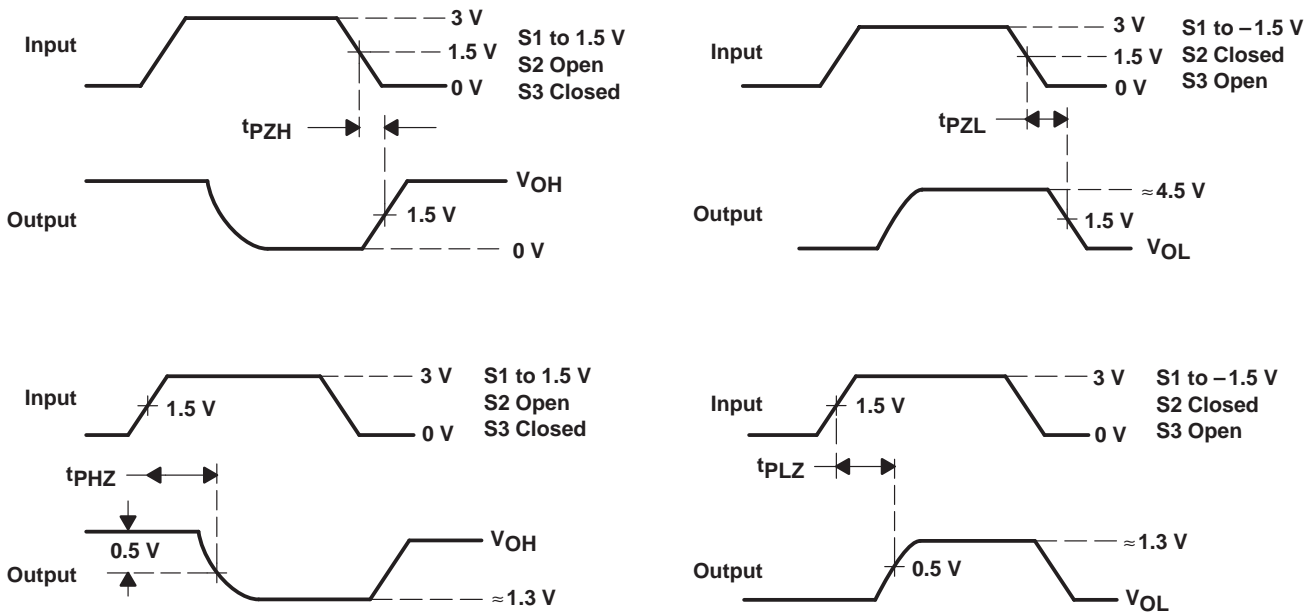 Input
3 V
1.5 V
0 V
S1 to 1.5 V
S2 Open
S3 Closed
tPZH
Output
VOH
1.5 V
0 V
Input
3 V
1.5 V
0 V
S1 to –1.5 V
S2 Closed
S3 Open
tPZL
Output
≈4.5 V
1.5 V
VOL
Input
1.5 V
3 V
0 V
S1 to 1.5 V
S2 Open
S3 Closed
tPHZ
0.5 V
Output
VOH
≈1.3 V
Input
1.5 V
3 V
0 V
S1 to –1.5 V
S2 Closed
S3 Open
tPLZ
Output
≈1.3 V
0.5 V
VOL